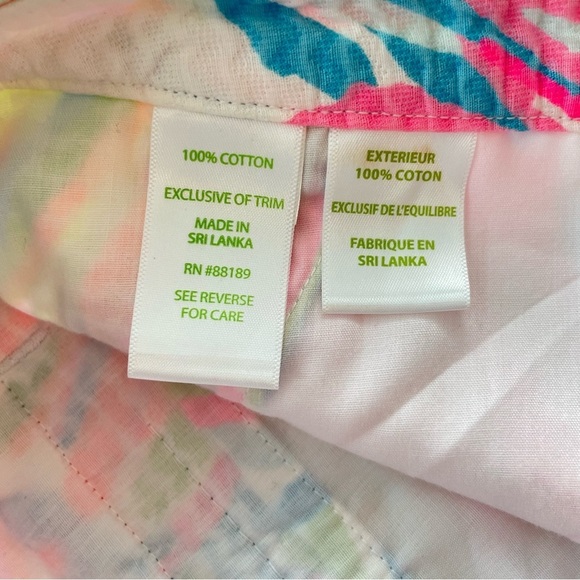 100% COTTON
EXCLUSIVE OF TRIM
MADE IN
SRI LANKA
RN #88189
SEE REVERSE
FOR CARE
EXTERIEUR
100% COTON
EXCLUSIF DE L'EQUILIBRE
FABRIQUE EN
SRI LANKA